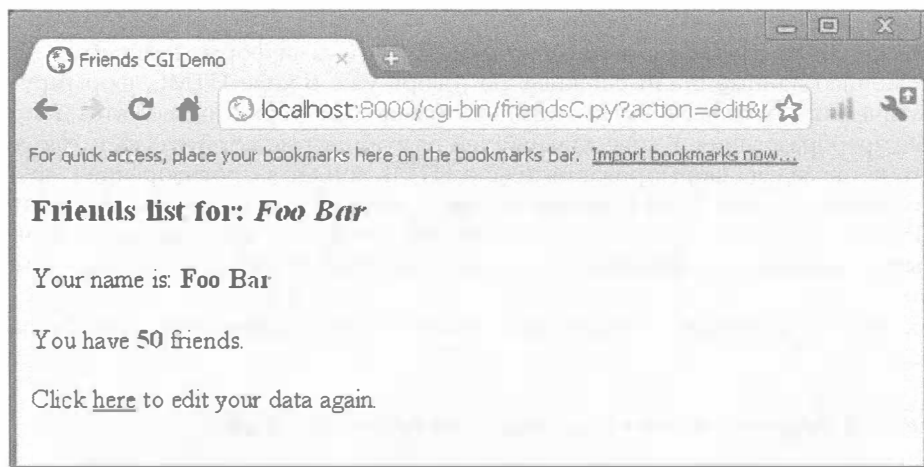 Friends CGI Demo
localhost:8000/cgi-bin/friendsC.py?action=edit&p
For quick access, place your bookmarks here on the bookmarks bar. Import bookmarks now...
Friends list for: Foo Bar
Your name is: Foo Bar
You have 50 friends.
Click here to edit your data again.